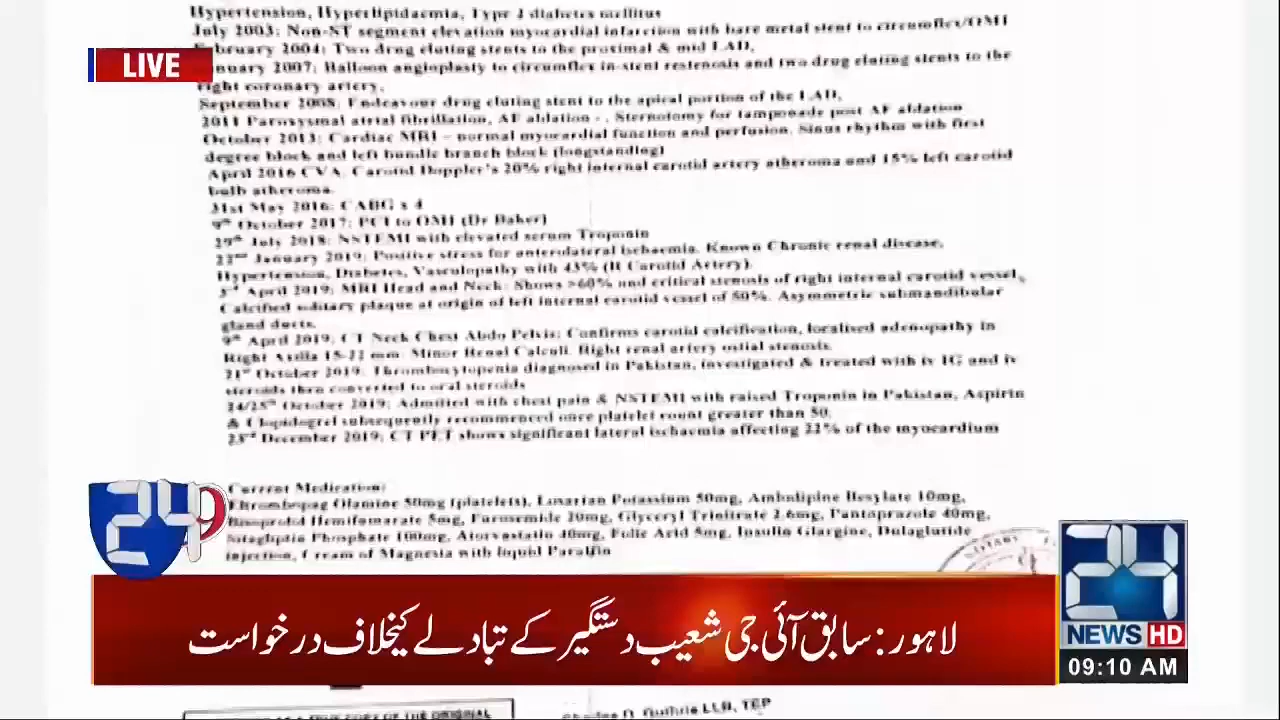 Hypertension, Hyperlipidaemia, Type 2 diabetes mellitus
July 2003: Non-ST segment elevation myocardial infarction with bare metal stent to circumflex/OM1
February 2004: Two drug eluting stents to the proximal & mid LAD.
January 2007: Balloon angioplasty to circumflex in-stent restenosis and two drug eluting stents to the
right coronary artery.
September 2008: Endeavour drug eluting stent to the apical portion of the LAD.
2011 Paroxysmal atrial fibrillation, AF ablation - . Sternotomy for tamponade post AF ablation
October 2013: Cardiac MRI – normal myocardial function and perfusion. Sinus rhythm with first
degree block and left bundle branch block (longstanding)
April 2016 CVA. Carotid Doppler's 20% right internal carotid artery atheroma and 15% left carotid
bulb atheroma.
31st May 2016: CABG x 4
9th October 2017: PCI to OM1 (Dr Baker)
29th July 2018: NSTEMI with elevated serum Troponin
22nd January 2019: Positive stress for anterolateral ischaemia. Known Chronic renal disease,
Hypertension, Diabetes, Vasculopathy with 43% (R Carotid Artery).
3rd April 2019: MRI Head and Neck: Shows >60% and critical stenosis of right internal carotid vessel,
Calcified solitary plaque at origin of left internal carotid vessel of 50%. Asymmetric submandibular
gland ducts.
9th April 2019: CT Neck Chest Abdo Pelvis: Confirms carotid calcification, localised adenopathy in
Right Axilla 15-22 mm. Minor Renal Calculi. Right renal artery ostial stenosis.
21st October 2019: Thrombocytopenia diagnosed in Pakistan, investigated & treated with iv IG and iv
steroids then converted to oral steroids
24/25th October 2019: Admitted with chest pain & NSTEMI with raised Troponin in Pakistan, Aspirin
& Clopidogrel subsequently recommenced once platelet count greater than 50.
23rd December 2019: CT PET shows significant lateral ischaemia affecting 22% of the myocardium
Current Medication:
Ethrombopag Olamine 50mg (platelets), Losartan Potassium 50mg, Amlodipine Besylate 10mg,
Bisoprolol Hemifumarate 5mg, Furosemide 20mg, Glyceryl Trinitrate 2.6mg, Pantoprazole 40mg,
Sitagliptin Phosphate 100mg, Atorvastatin 40mg, Folic Acid 5mg, Insulin Glargine, Dulaglutide
injection, Cream of Magnesia with liquid Paraffin
NOTARY
LIVE
24
لاہور: سابق آئی جی شعیب دستگیر کے تبادلے کیخلاف درخواست
24
NEWS HD
09:10 AM
AS A TRUE COPY OF THE ORIGINAL
Guthrie LLB, TEP